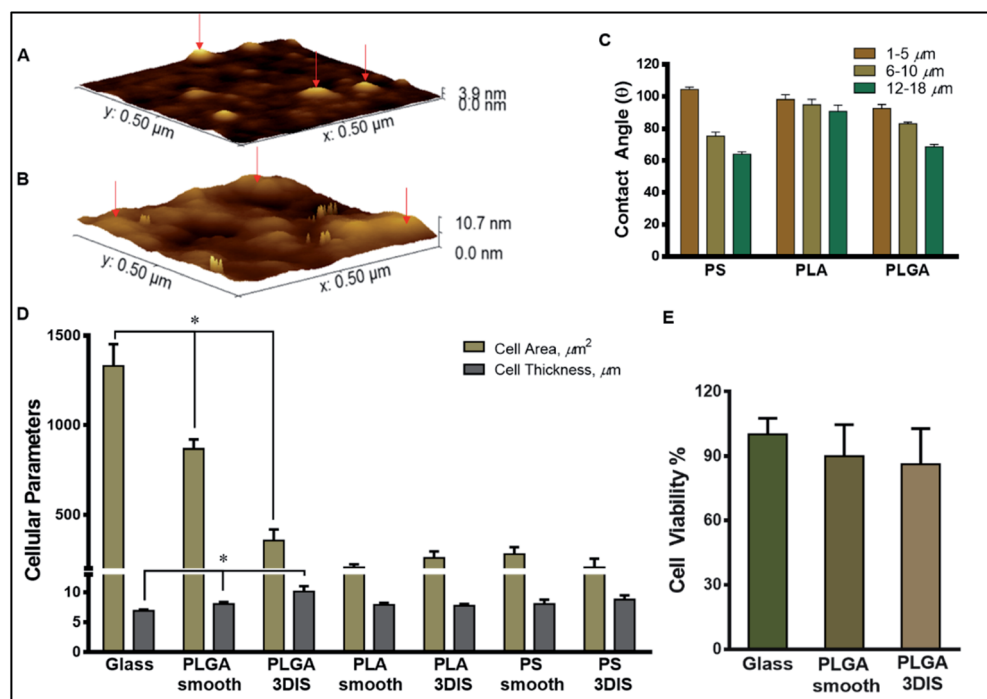 A
3.9 nm
0.0 nm
y: 0.50 µm
x: 0.50 µm
B
10.7 nm
0.0 nm
y: 0.50 µm
x: 0.50 µm
C
1-5 µm
6-10 µm
12-18 µm
Contact Angle (θ)
120
100
80
60
40
20
0
PS PLA PLGA
D
Cell Area, µm²
Cell Thickness, µm
Cellular Parameters
1500
1000
500
10
5
0
*
*
Glass PLGA PLGA PLA PLA PS PS
smooth 3DIS smooth 3DIS smooth 3DIS
E
Cell Viability %
120
90
60
30
0
Glass PLGA PLGA
smooth 3DIS